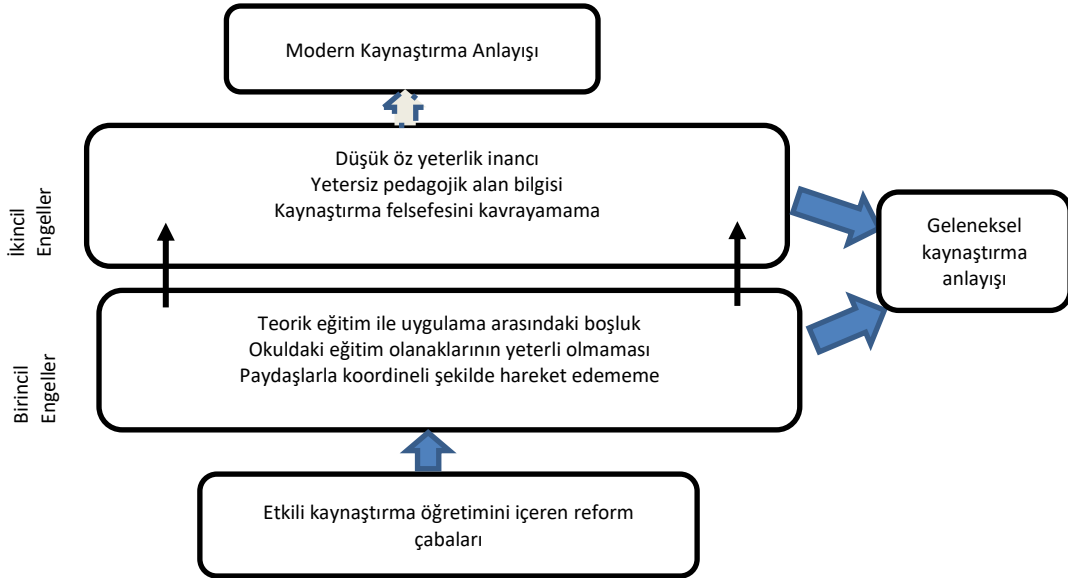 Modern Kaynaştırma Anlayışı
İkincil
Engeller
Düşük öz yeterlik inancı
Yetersiz pedagojik alan bilgisi
Kaynaştırma felsefesini kavrayamama
Geleneksel
kaynaştırma
anlayışı
Birincil
Engeller
Teorik eğitim ile uygulama arasındaki boşluk
Okuldaki eğitim olanaklarının yeterli olmaması
Paydaşlarla koordineli şekilde hareket edememe
Etkili kaynaştırma öğretimini içeren reform
çabaları